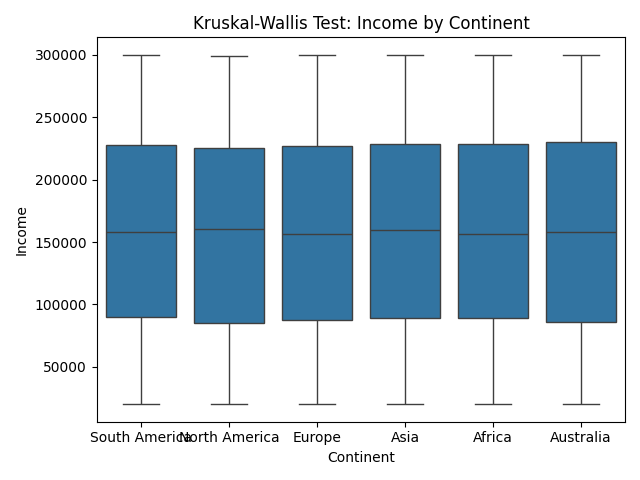 Kruskal-Wallis Test: Income by Continent
300000
250000
200000
150000
100000
50000
Income
South America
North America
Europe
Asia
Africa
Australia
Continent